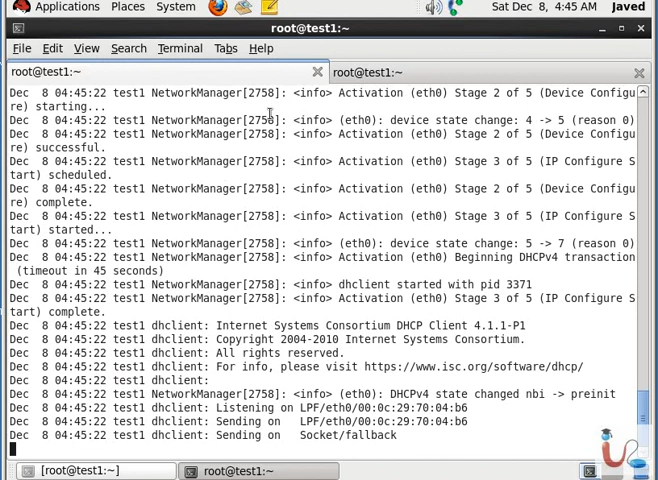 Applications Places System Sat Dec 8, 4:45 AM Javed
root@test1:~
File Edit View Search Terminal Tabs Help
root@test1:~ root@test1:~
Dec  8 04:45:22 test1 NetworkManager[2758]: <info> Activation (eth0) Stage 2 of 5 (Device Configu
re) starting...
Dec  8 04:45:22 test1 NetworkManager[2758]: <info> (eth0): device state change: 4 -> 5 (reason 0)
Dec  8 04:45:22 test1 NetworkManager[2758]: <info> Activation (eth0) Stage 2 of 5 (Device Configu
re) successful.
Dec  8 04:45:22 test1 NetworkManager[2758]: <info> Activation (eth0) Stage 3 of 5 (IP Configure S
tart) scheduled.
Dec  8 04:45:22 test1 NetworkManager[2758]: <info> Activation (eth0) Stage 2 of 5 (Device Configu
re) complete.
Dec  8 04:45:22 test1 NetworkManager[2758]: <info> Activation (eth0) Stage 3 of 5 (IP Configure S
tart) started...
Dec  8 04:45:22 test1 NetworkManager[2758]: <info> (eth0): device state change: 5 -> 7 (reason 0)
Dec  8 04:45:22 test1 NetworkManager[2758]: <info> Activation (eth0) Beginning DHCPv4 transaction
 (timeout in 45 seconds)
Dec  8 04:45:22 test1 NetworkManager[2758]: <info> dhclient started with pid 3371
Dec  8 04:45:22 test1 NetworkManager[2758]: <info> Activation (eth0) Stage 3 of 5 (IP Configure S
tart) complete.
Dec  8 04:45:22 test1 dhclient: Internet Systems Consortium DHCP Client 4.1.1-P1
Dec  8 04:45:22 test1 dhclient: Copyright 2004-2010 Internet Systems Consortium.
Dec  8 04:45:22 test1 dhclient: All rights reserved.
Dec  8 04:45:22 test1 dhclient: For info, please visit https://www.isc.org/software/dhcp/
Dec  8 04:45:22 test1 dhclient:
Dec  8 04:45:22 test1 NetworkManager[2758]: <info> (eth0): DHCPv4 state changed nbi -> preinit
Dec  8 04:45:22 test1 dhclient: Listening on LPF/eth0/00:0c:29:70:04:b6
Dec  8 04:45:22 test1 dhclient: Sending on   LPF/eth0/00:0c:29:70:04:b6
Dec  8 04:45:22 test1 dhclient: Sending on   Socket/fallback
[root@test1:~] root@test1:~